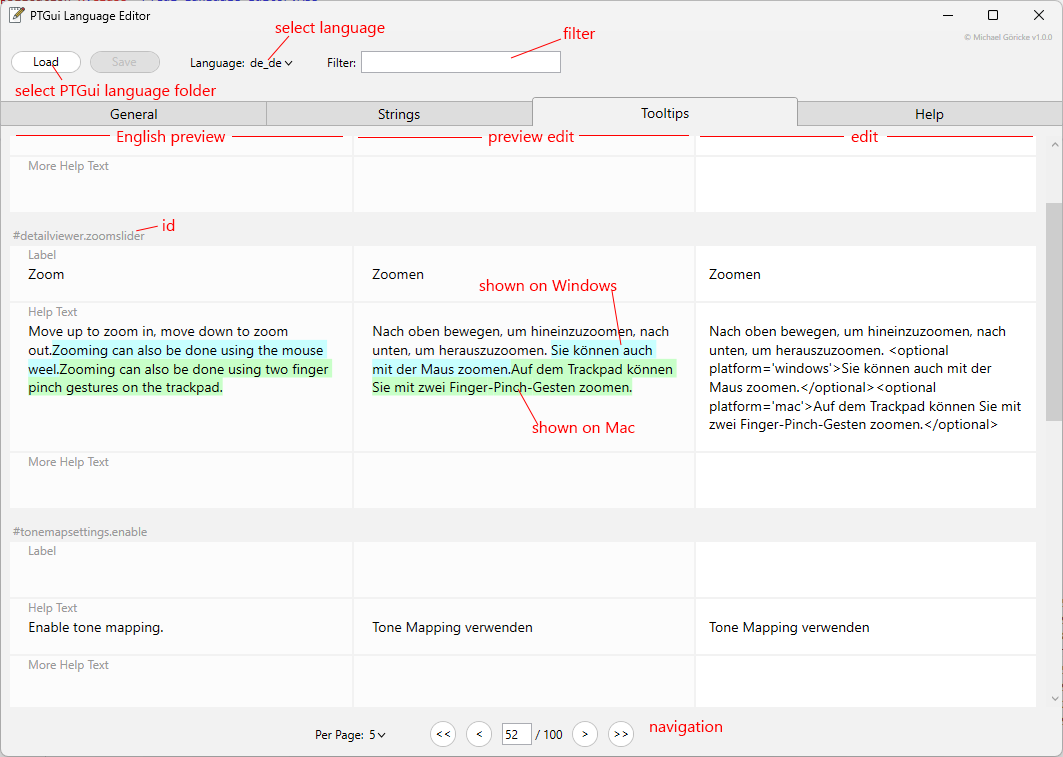 PTGui Language Editor
select language
filter
© Michael Göricke v1.0.0
Load
Save
Language: de_de
Filter:
select PTGui language folder
General
Strings
Tooltips
Help
English preview
preview edit
edit
More Help Text
id
#detailviewer.zoomslider
Label
Zoom
Zoomen
Zoomen
shown on Windows
Help Text
Move up to zoom in, move down to zoom
out.Zooming can also be done using the mouse
weel.Zooming can also be done using two finger
pinch gestures on the trackpad.
Nach oben bewegen, um hineinzuzoomen, nach
unten, um herauszuzoomen. Sie können auch
mit der Maus zoomen.Auf dem Trackpad können
Sie mit zwei Finger-Pinch-Gesten zoomen.
Nach oben bewegen, um hineinzuzoomen, nach
unten, um herauszuzoomen. <optional
platform='windows'>Sie können auch mit der
Maus zoomen.</optional><optional
platform='mac'>Auf dem Trackpad können Sie mit
zwei Finger-Pinch-Gesten zoomen.</optional>
shown on Mac
More Help Text
#tonemapsettings.enable
Label
Help Text
Enable tone mapping.
Tone Mapping verwenden
Tone Mapping verwenden
More Help Text
Per Page: 5
<< < 52 / 100 > >>
navigation